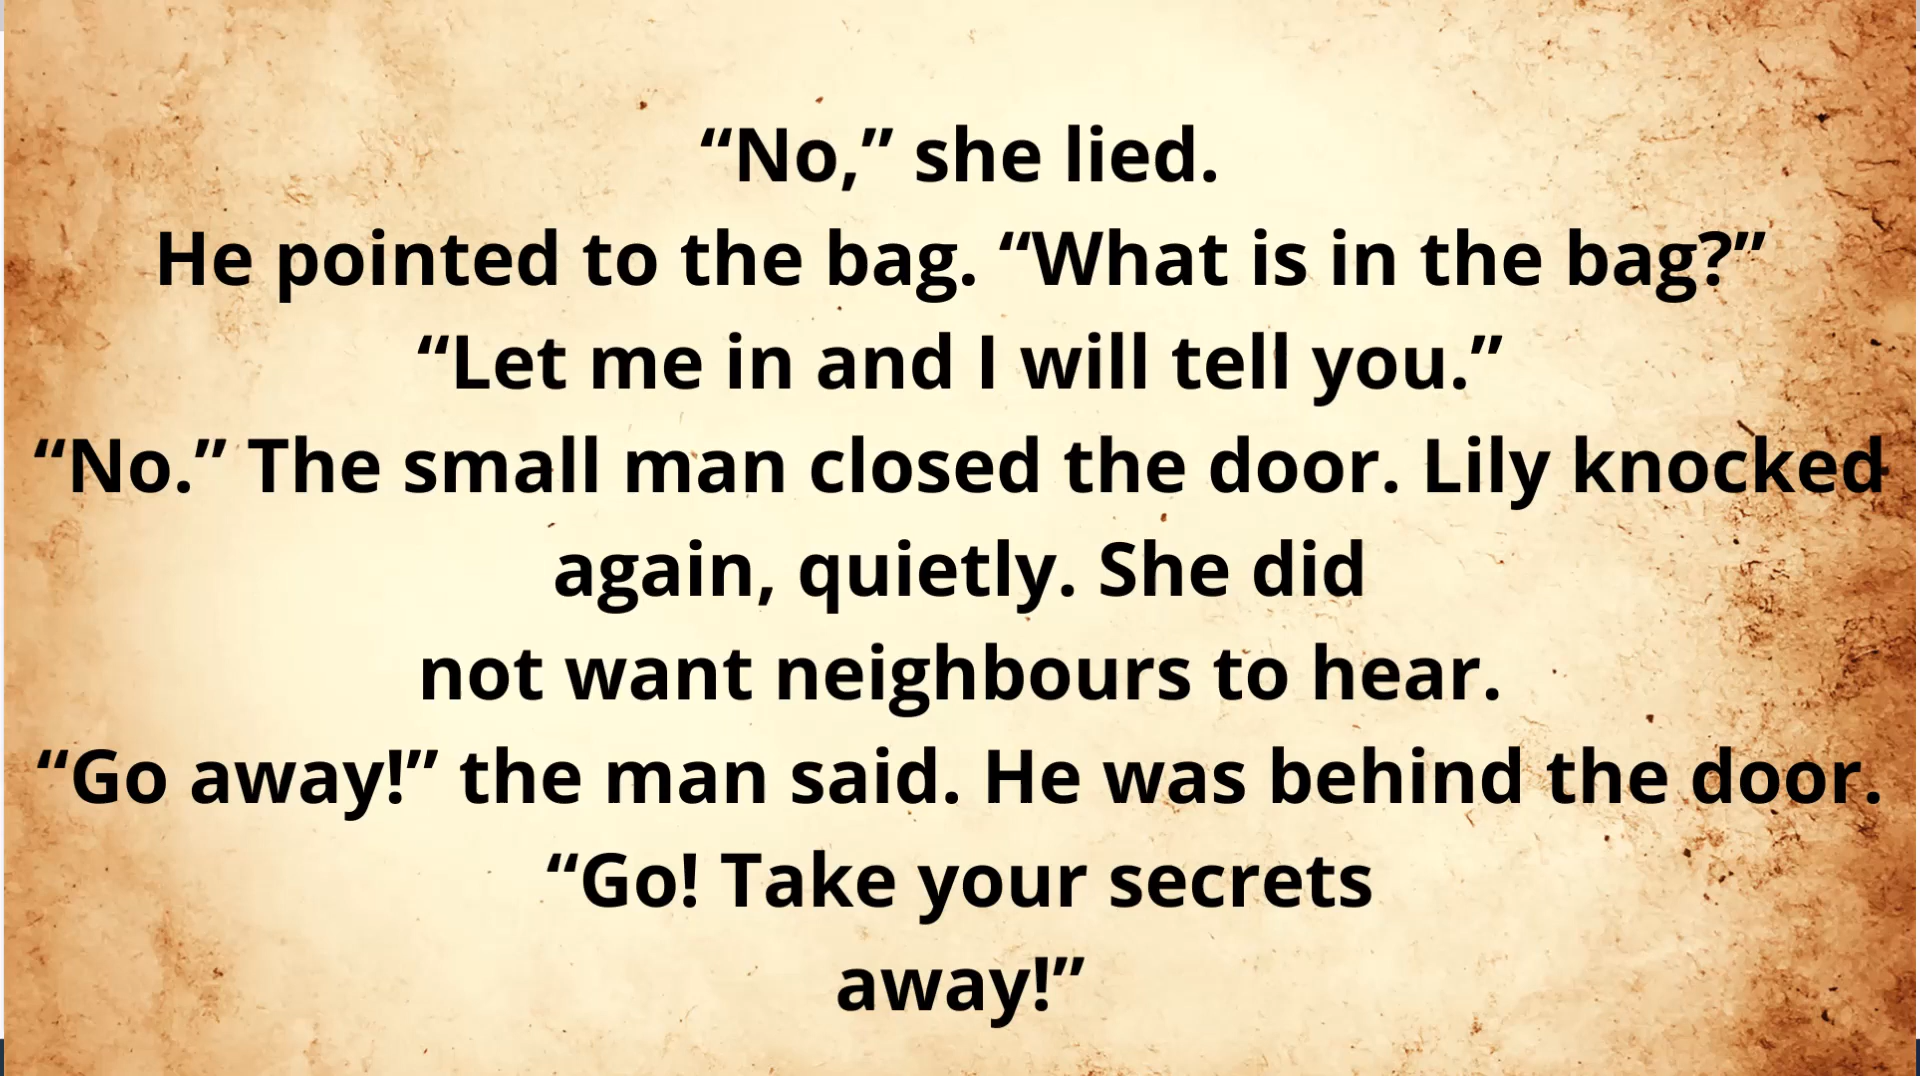 “No,” she lied.
He pointed to the bag. “What is in the bag?”
“Let me in and I will tell you.”
“No.” The small man closed the door. Lily knocked
again, quietly. She did
not want neighbours to hear.
“Go away!” the man said. He was behind the door.
“Go! Take your secrets
away!”